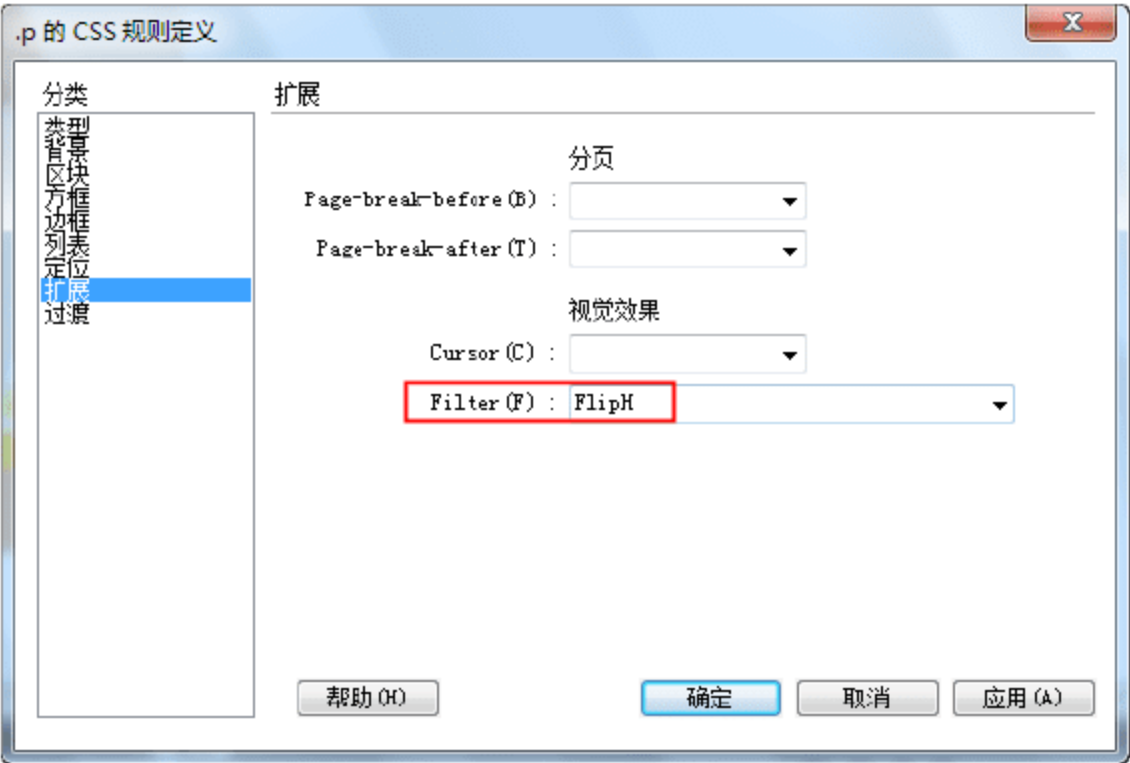 .p 的 CSS 规则定义
分类
类型
背景
区块
方框
边框
列表
定位
扩展
过渡
扩展
分页
Page-break-before(B) :
Page-break-after(T) :
视觉效果
Cursor(C) :
Filter(F) : FlipH
帮助(H)
确定
取消
应用(A)